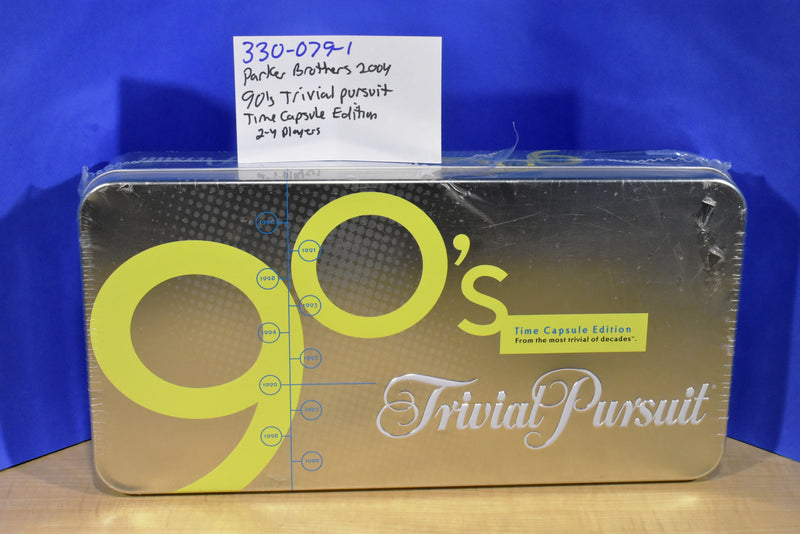 330-079-1
Parker Brothers 2004
90's Trivial pursuit
Time Capsule Edition
2-4 Players
90's
1990
1991
1992
1993
1994
1995
1996
1997
1998
1999
Time Capsule Edition
From the most trivial of decades™.
Trivial Pursuit®